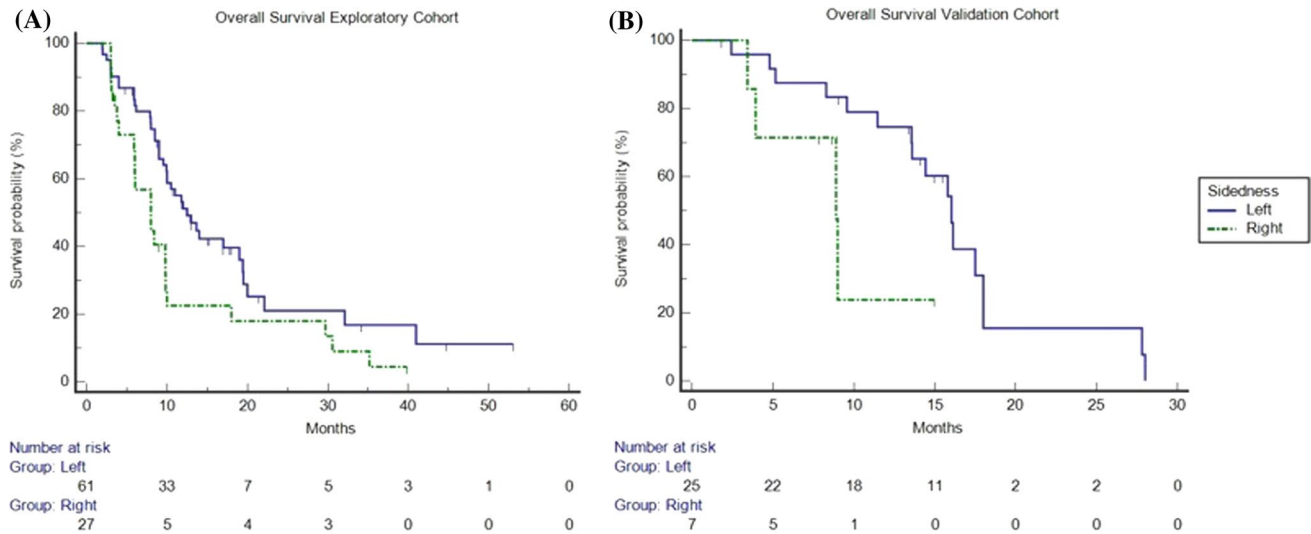 (A)
Overall Survival Exploratory Cohort
Survival probability (%)
100
80
60
40
20
0
0 10 20 30 40 50 60
Months
Number at risk
Group: Left
61 33 7 5 3 1 0
Group: Right
27 5 4 3 0 0 0
(B)
Overall Survival Validation Cohort
Survival probability (%)
100
80
60
40
20
0
0 5 10 15 20 25 30
Months
Number at risk
Group: Left
25 22 18 11 2 2 0
Group: Right
7 5 1 0 0 0 0
Sidedness
Left
Right